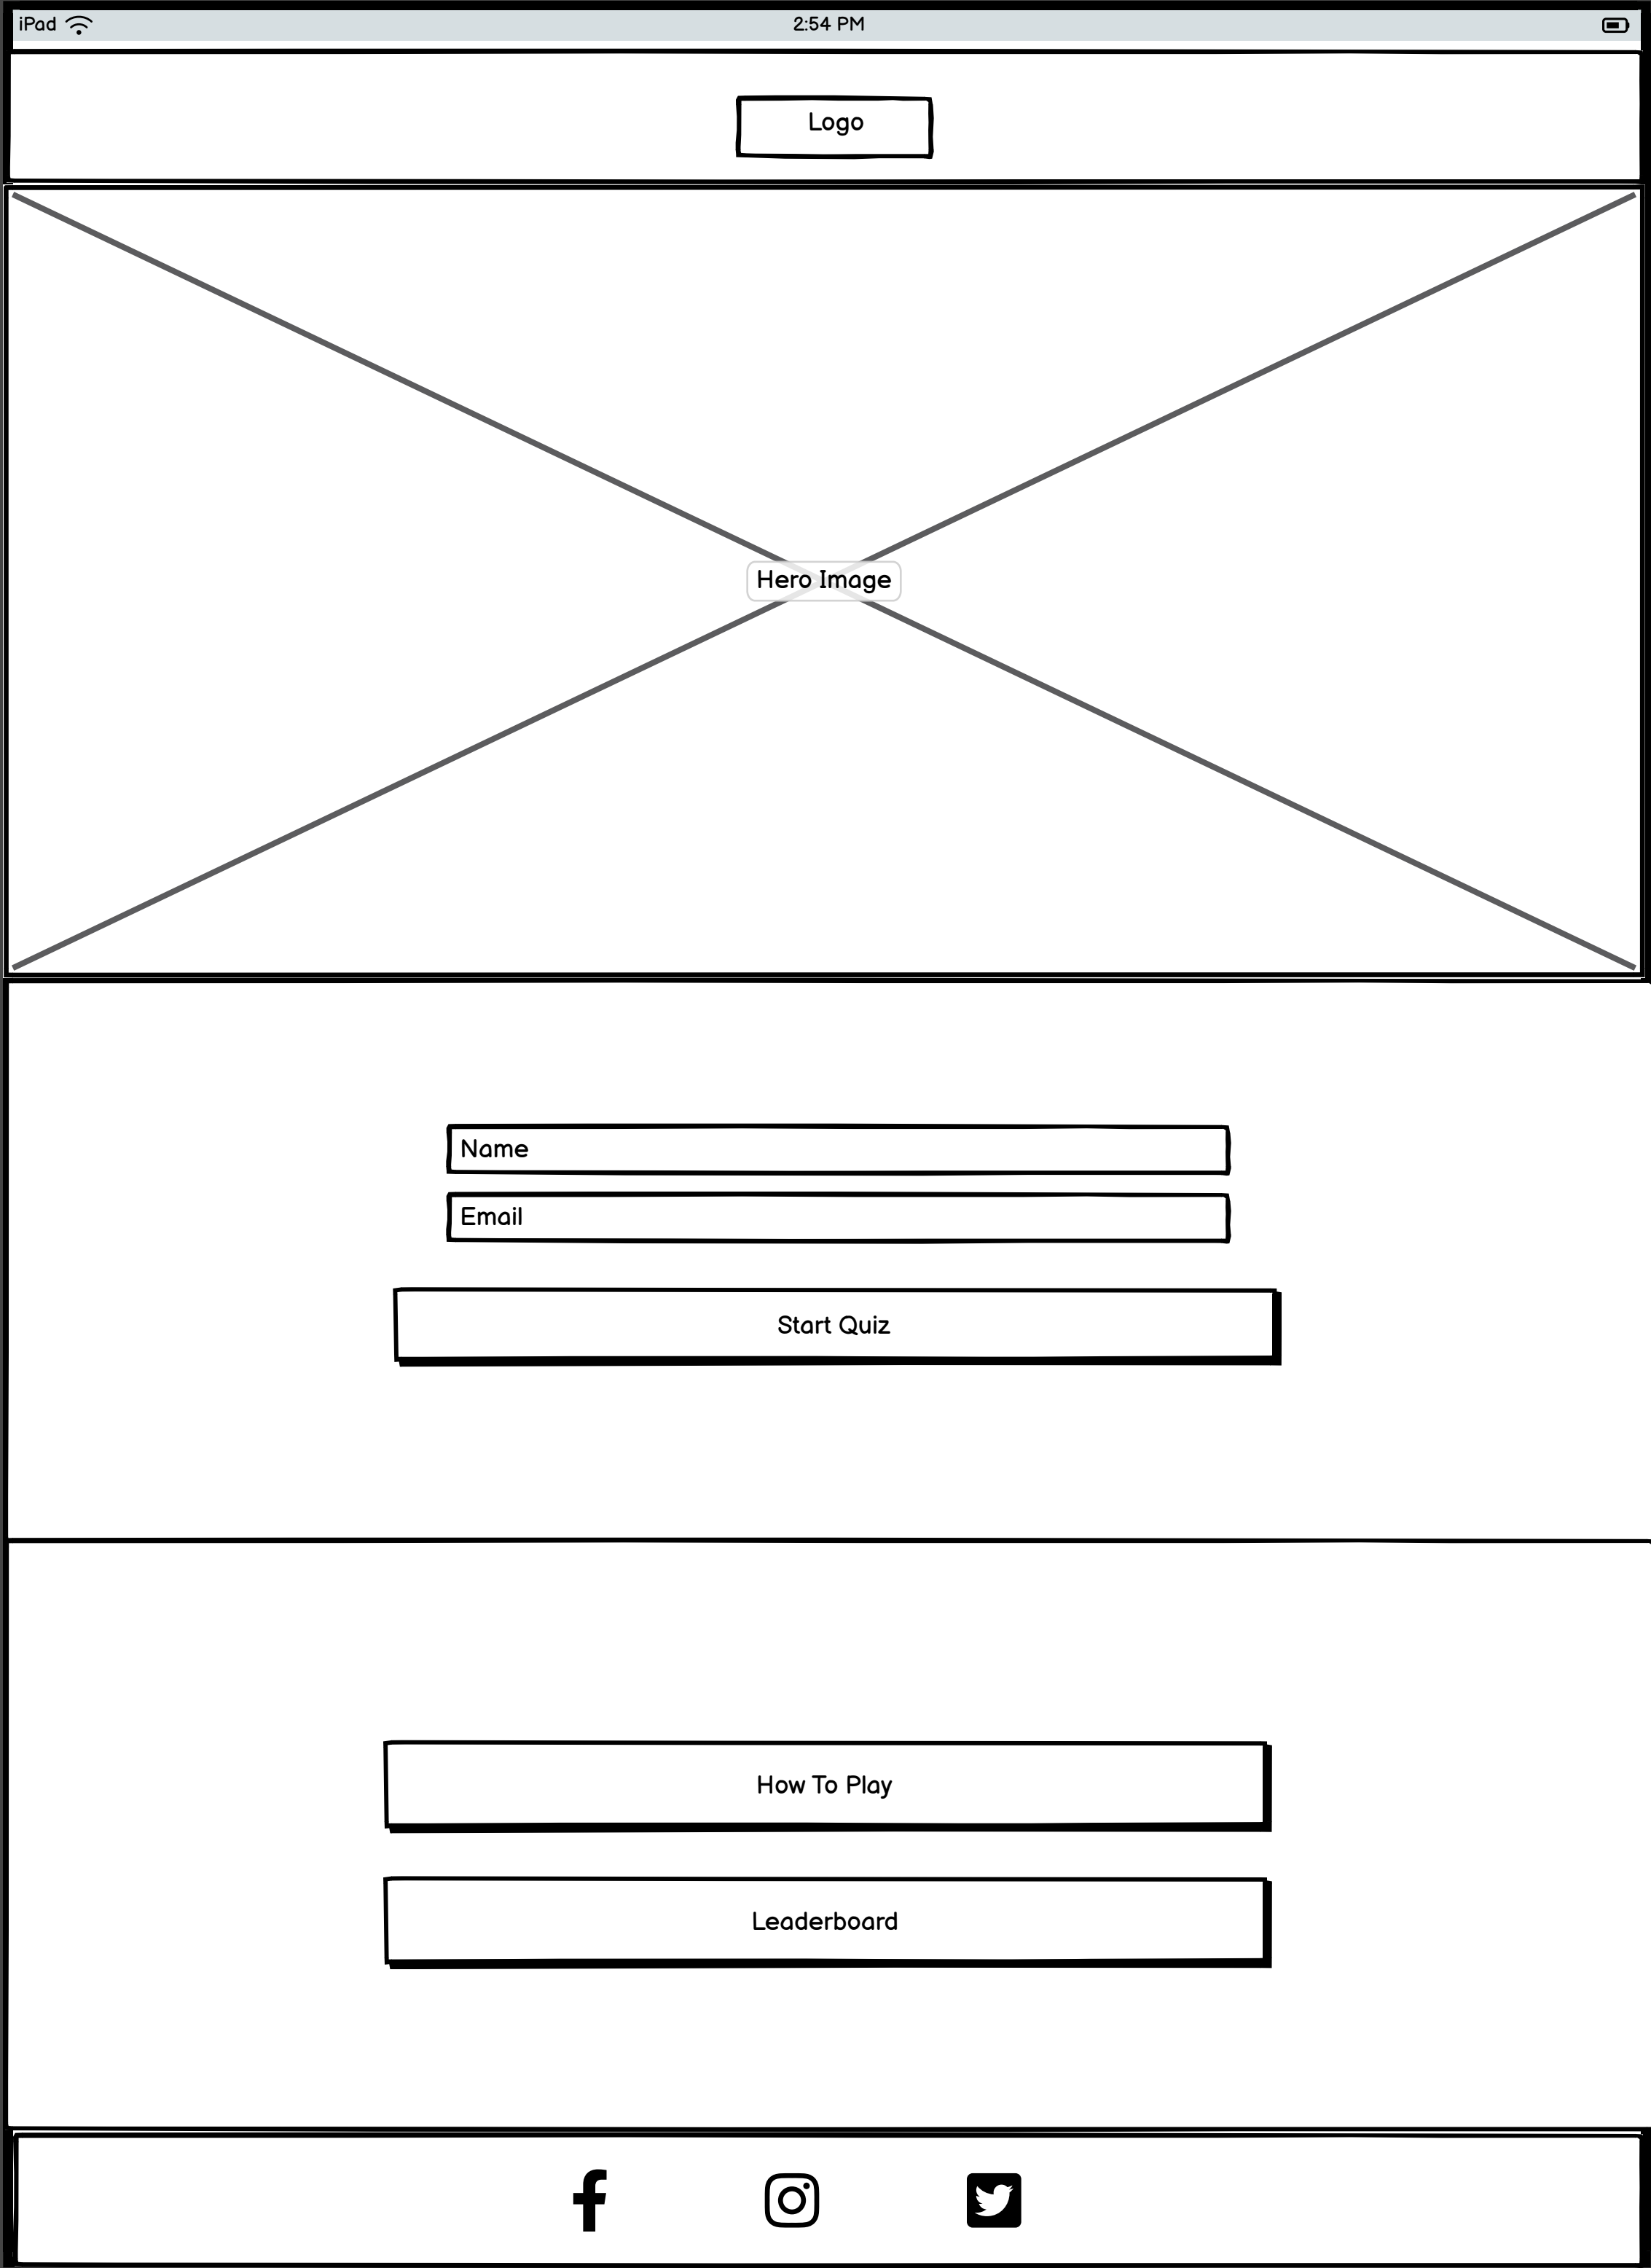 iPad
2:54 PM
Logo
Hero Image
Name
Email
Start Quiz
How To Play
Leaderboard